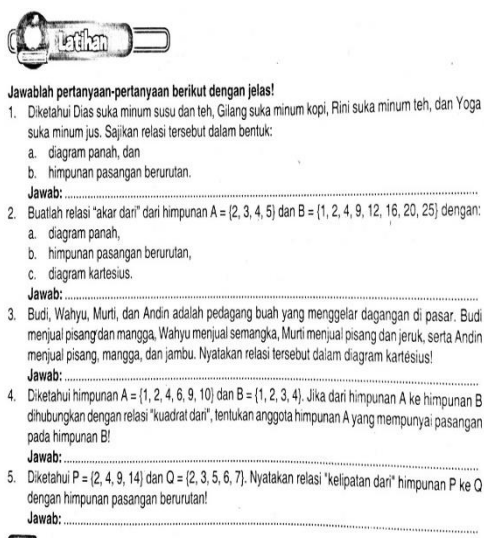 Latihan
Jawablah pertanyaan-pertanyaan berikut dengan jelas!
1. Diketahui Dias suka minum susu dan teh, Gilang suka minum kopi, Rini suka minum teh, dan Yoga
suka minum jus. Sajikan relasi tersebut dalam bentuk:
a. diagram panah, dan
b. himpunan pasangan berurutan.
Jawab:
2. Buatlah relasi "akar dari" dari himpunan A = {2, 3, 4, 5} dan B = {1, 2, 4, 9, 12, 16, 20, 25} dengan:
a. diagram panah,
b. himpunan pasangan berurutan,
c. diagram kartesius.
Jawab:
3. Budi, Wahyu, Murti, dan Andin adalah pedagang buah yang menggelar dagangan di pasar. Budi
menjual pisang dan mangga, Wahyu menjual semangka, Murti menjual pisang dan jeruk, serta Andin
menjual pisang, mangga, dan jambu. Nyatakan relasi tersebut dalam diagram kartesius!
Jawab:
4. Diketahui himpunan A = {1, 2, 4, 6, 9, 10} dan B = {1, 2, 3, 4}. Jika dari himpunan A ke himpunan B
dihubungkan dengan relasi "kuadrat dari", tentukan anggota himpunan A yang mempunyai pasangan
pada himpunan B!
Jawab:
5. Diketahui P = {2, 4, 9, 14} dan Q = {2, 3, 5, 6, 7}. Nyatakan relasi "kelipatan dari" himpunan P ke Q
dengan himpunan pasangan berurutan!
Jawab: